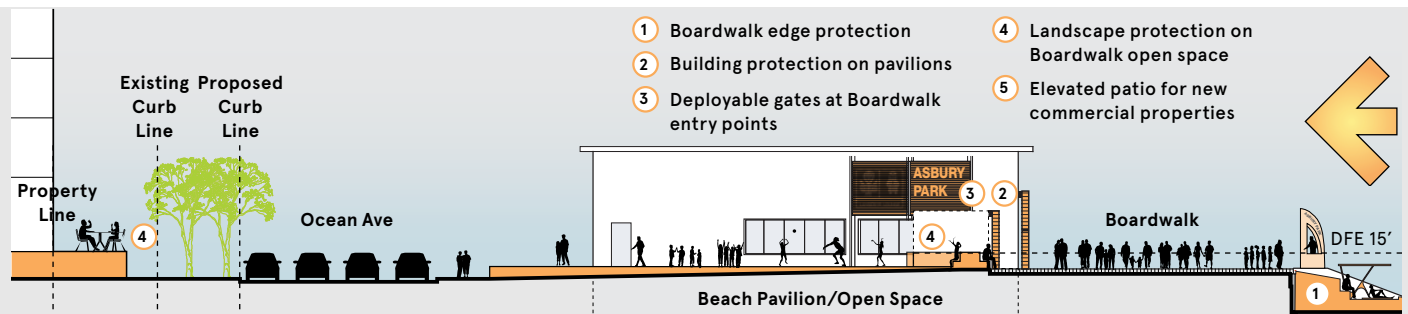 1 Boardwalk edge protection
2 Building protection on pavilions
3 Deployable gates at Boardwalk
entry points
4 Landscape protection on
Boardwalk open space
5 Elevated patio for new
commercial properties
Existing
Curb
Line
Proposed
Curb
Line
Property
Line
4
Ocean Ave
ASBURY
PARK
3
2
4
Boardwalk
DFE 15’
1
Beach Pavilion/Open Space